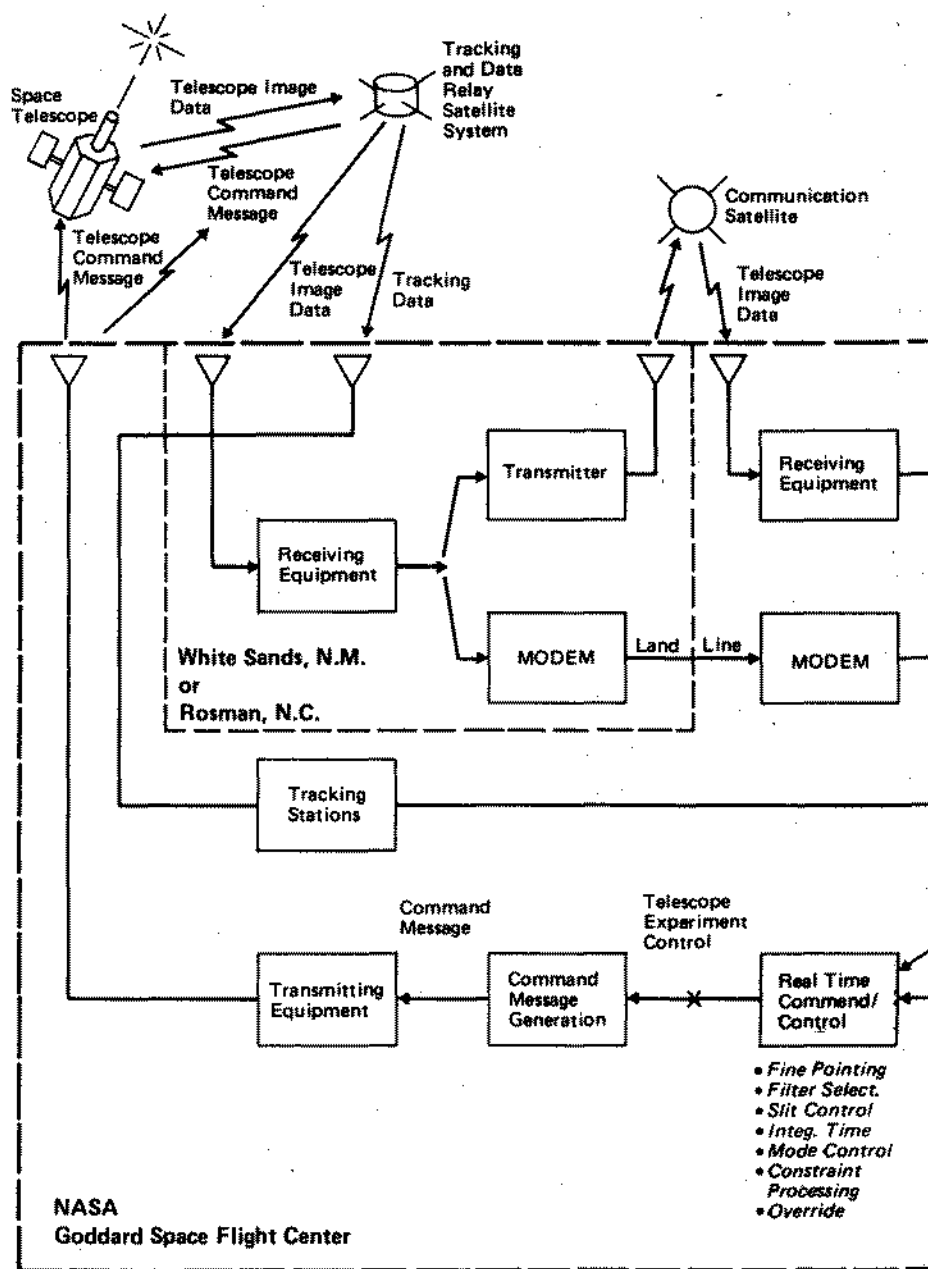 Tracking
and Data
Relay
Satellite
System
Telescope Image
Data
Space
Telescope
Telescope
Command
Message
Communication
Satellite
Telescope
Command
Message
Telescope
Image
Data
Tracking
Data
Telescope
Image
Data
Transmitter
Receiving
Equipment
Receiving
Equipment
White Sands, N.M.
or
Rosman, N.C.
MODEM
Land Line
MODEM
Tracking
Stations
Command
Message
Telescope
Experiment
Control
Transmitting
Equipment
Command
Message
Generation
Real Time
Command/
Control
• Fine Pointing
• Filter Select.
• Slit Control
• Integ. Time
• Mode Control
• Constraint
Processing
• Override
NASA
Goddard Space Flight Center